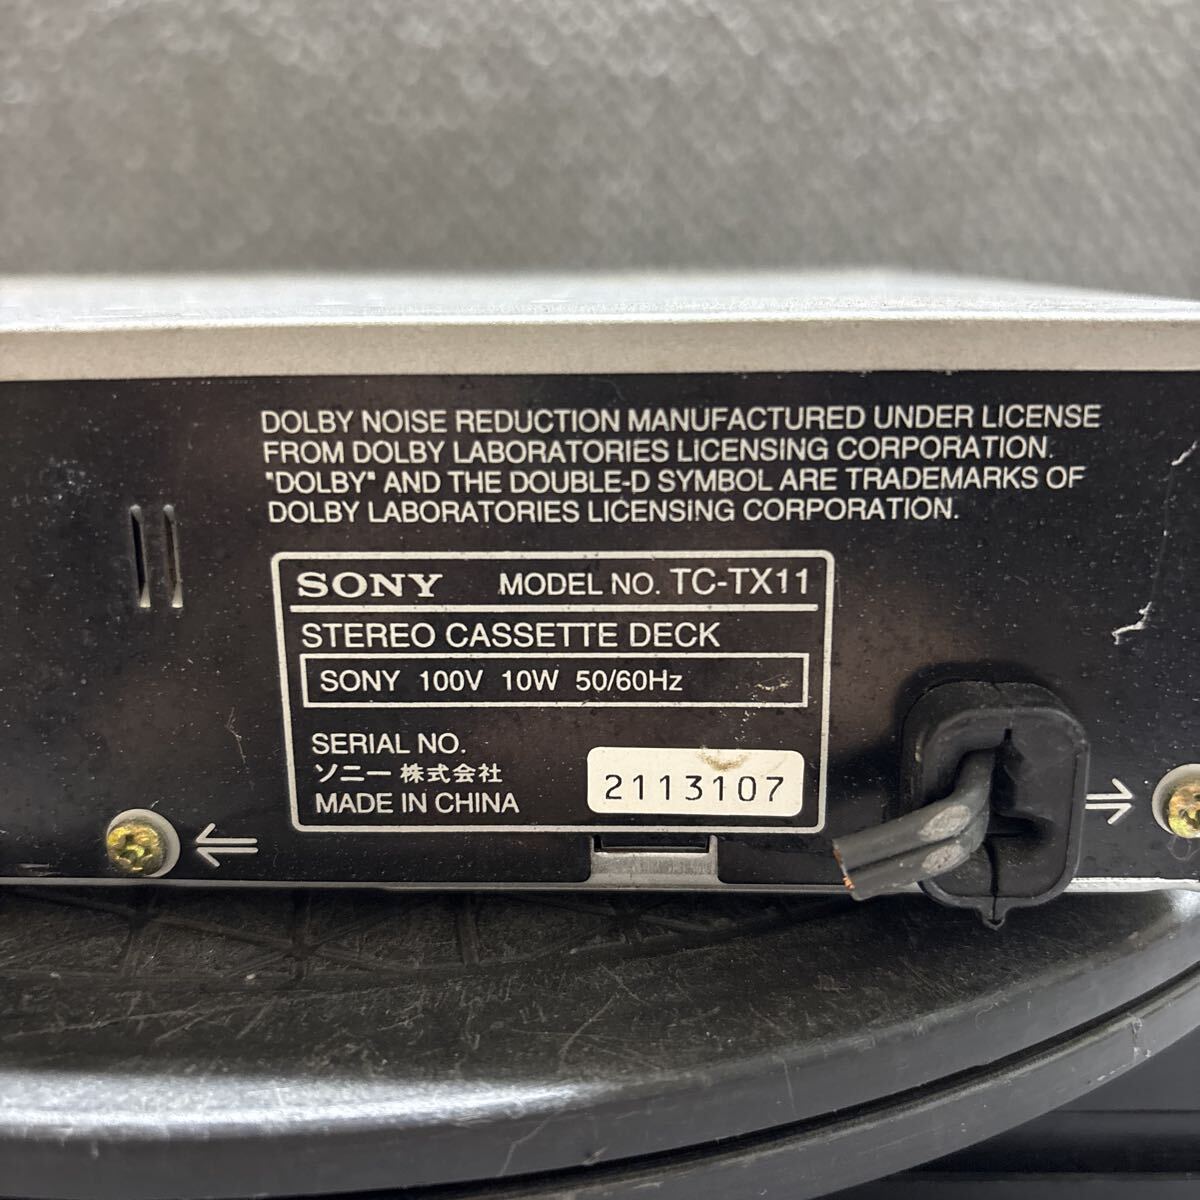 DOLBY NOISE REDUCTION MANUFACTURED UNDER LICENSE
FROM DOLBY LABORATORIES LICENSING CORPORATION.
"DOLBY" AND THE DOUBLE-D SYMBOL ARE TRADEMARKS OF
DOLBY LABORATORIES LICENSING CORPORATION.
SONY MODEL NO. TC-TX11
STEREO CASSETTE DECK
SONY 100V 10W 50/60Hz
SERIAL NO.
ソニー株式会社
MADE IN CHINA
2113107